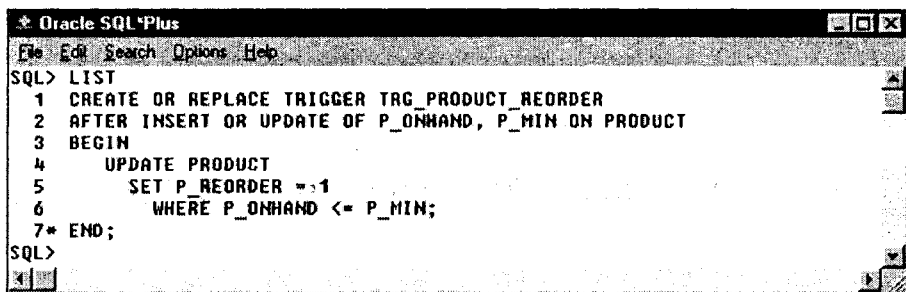 Oracle SQL*Plus
File Edit Search Options Help
SQL> LIST
1 CREATE OR REPLACE TRIGGER TRG_PRODUCT_REORDER
2 AFTER INSERT OR UPDATE OF P_ONHAND, P_MIN ON PRODUCT
3 BEGIN
4 UPDATE PRODUCT
5 SET P_REORDER = 1
6 WHERE P_ONHAND <= P_MIN;
7* END;
SQL>